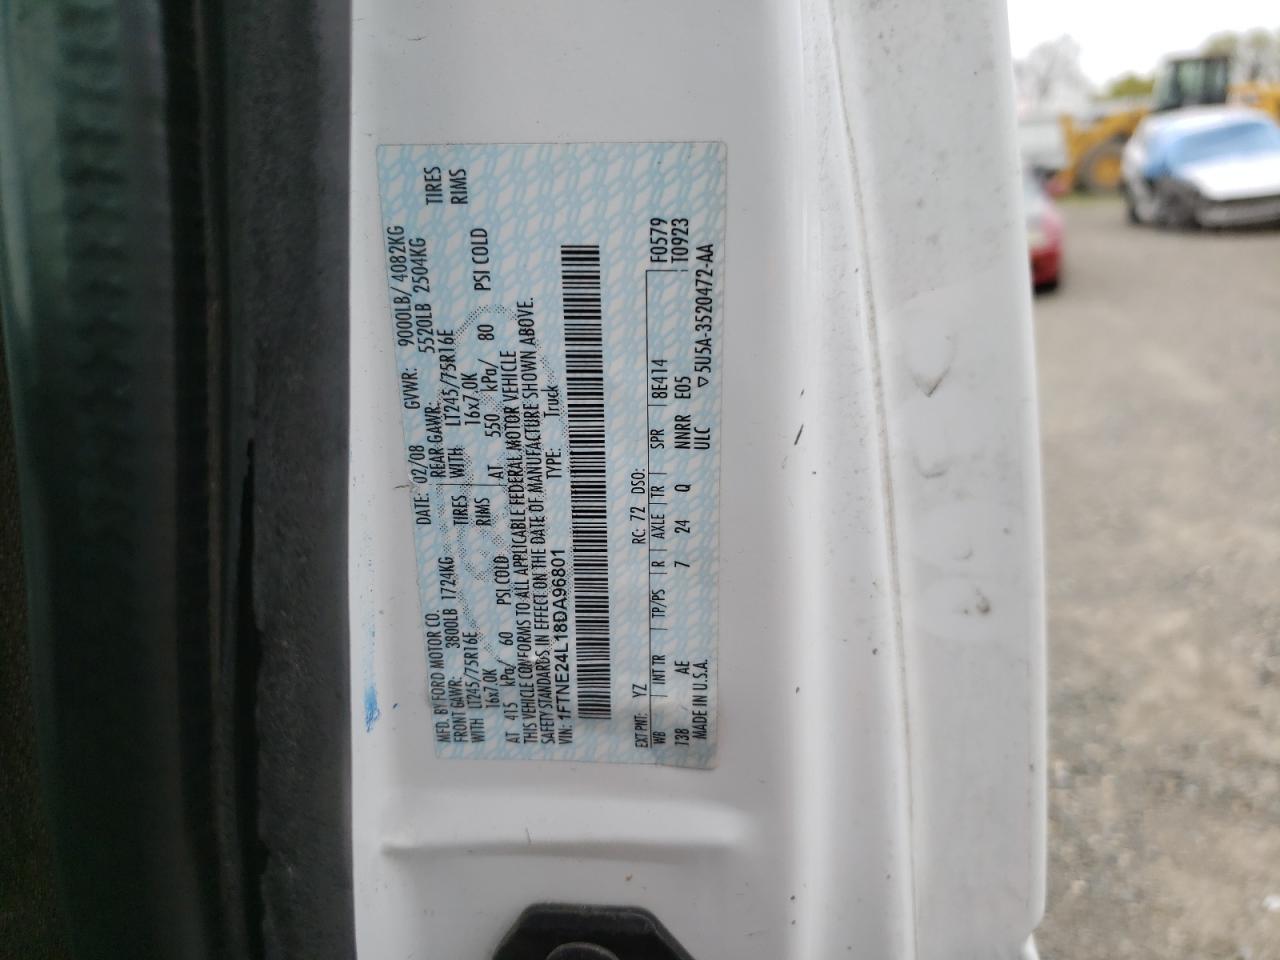 MFD. BY FORD MOTOR CO.
DATE: 02/08 GVWR: 9000LB/ 4082KG
FRONT GAWR: 3800LB 1724KG REAR GAWR: 5520LB 2504KG
WITH LT245/75R16E TIRES WITH LT245/75R16E TIRES
16x7.0K RIMS 16x7.0K RIMS
AT 415 kPa/ 60 PSI COLD AT 550 kPa/ 80 PSI COLD
THIS VEHICLE CONFORMS TO ALL APPLICABLE FEDERAL MOTOR VEHICLE
SAFETY STANDARDS IN EFFECT ON THE DATE OF MANUFACTURE SHOWN ABOVE.
VIN: 1FTNE24L18DA96801 TYPE: Truck
EXT PNT: YZ RC: 72 DSO: F0579
WB INT TR TP/PS R AXLE TR SPR 8E414 T0923
138 AE 7 24 Q NNRR E05
MADE IN U.S.A. ULC ▽5U5A-3520472-AA